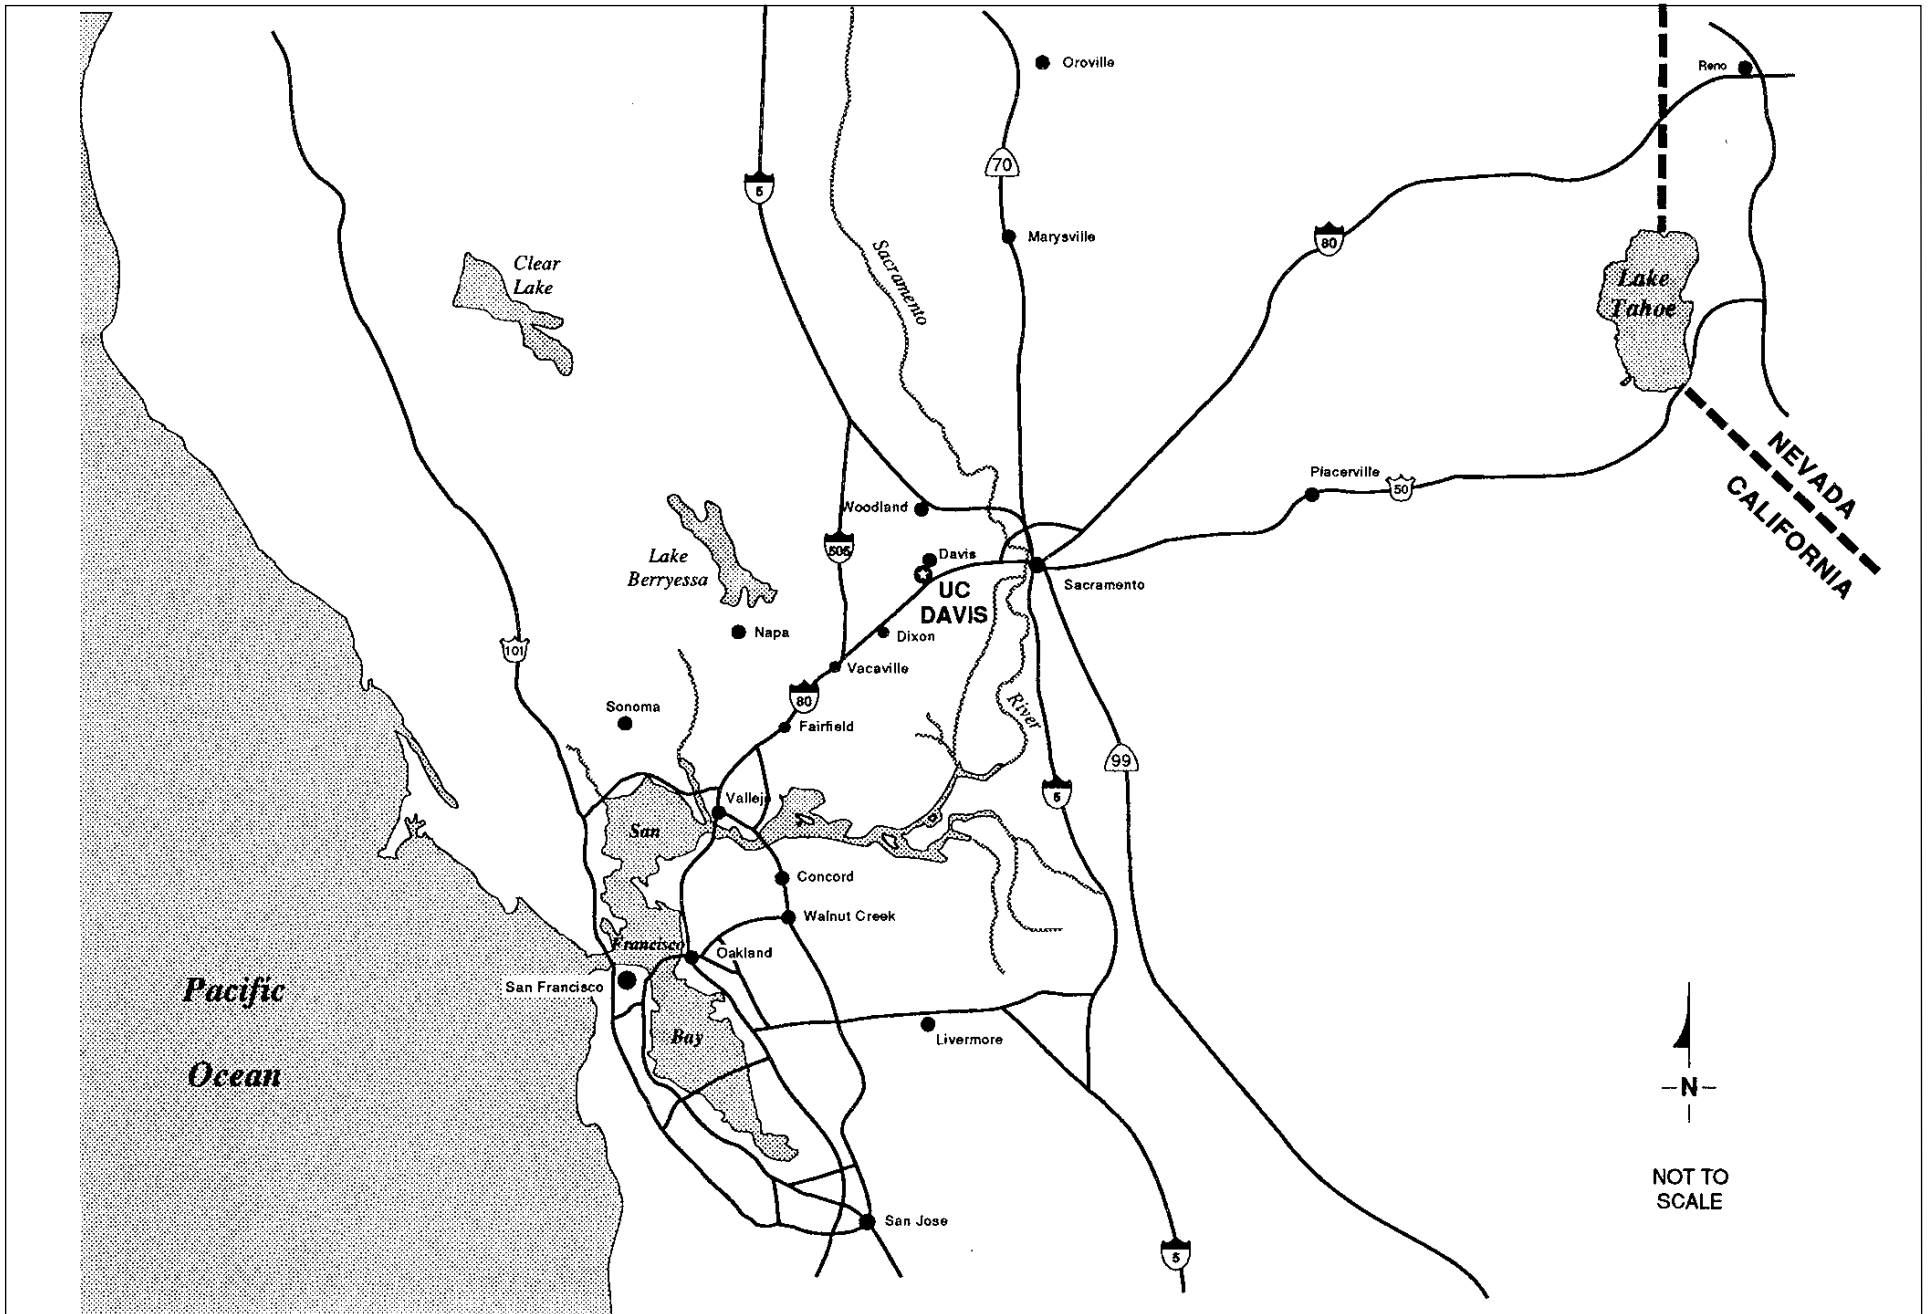 Oroville
Reno
70
5
Marysville
80
Sacramento
Clear
Lake
Lake
Tahoe
NEVADA
CALIFORNIA
Placerville
50
Woodland
505
Davis
UC
DAVIS
Sacramento
Lake
Berryessa
Napa
Dixon
101
Vacaville
80
River
Sonoma
Fairfield
99
5
Vallejo
San
Concord
Walnut Creek
Francisco
Oakland
San Francisco
Pacific
Ocean
Bay
Livermore
N
NOT TO
SCALE
San Jose
5